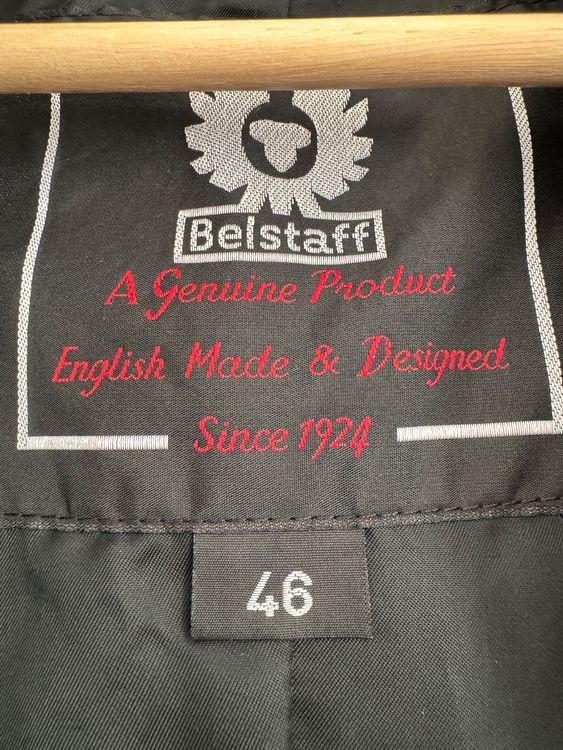 Belstaff
A Genuine Product
English Made & Designed
Since 1924
46